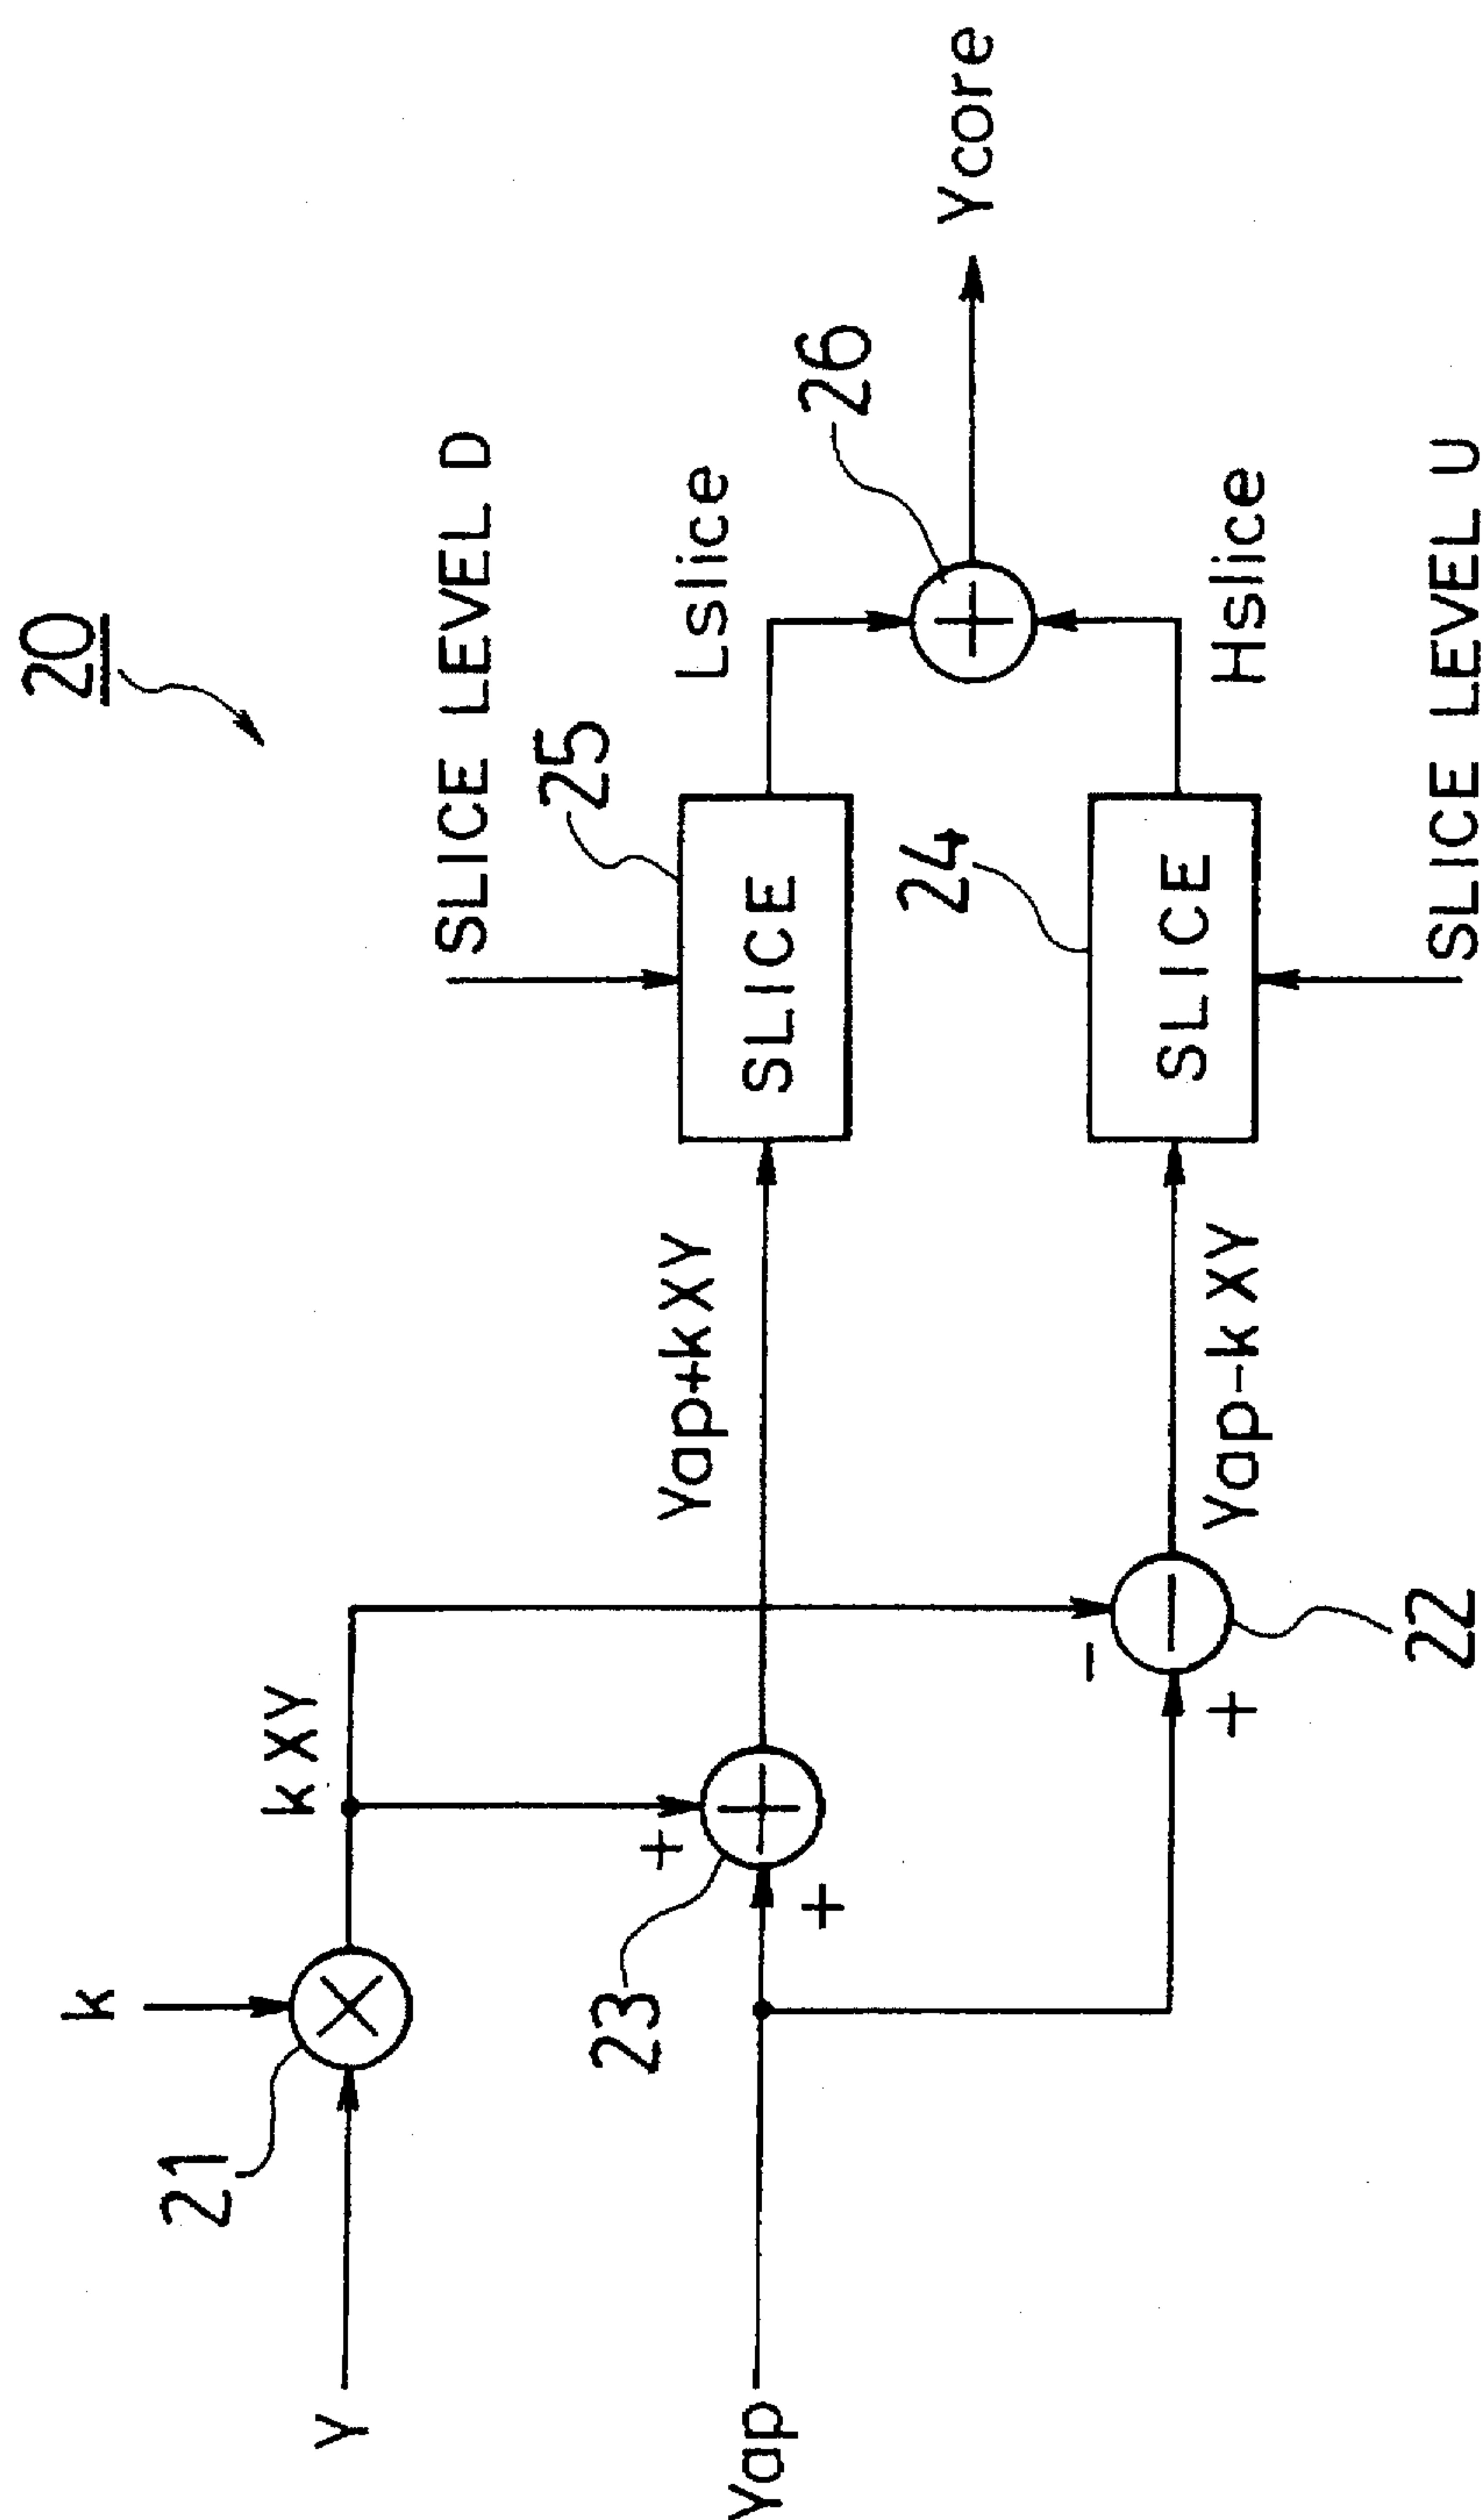 20
SLICE LEVEL D
k
kXY
25
Lslice
21
23
Yap+kXY
SLICE
26
Y
+
+
24
Ycore
Yap
-
+
Yap-kXY
SLICE
Hslice
22
SLICE LEVEL U